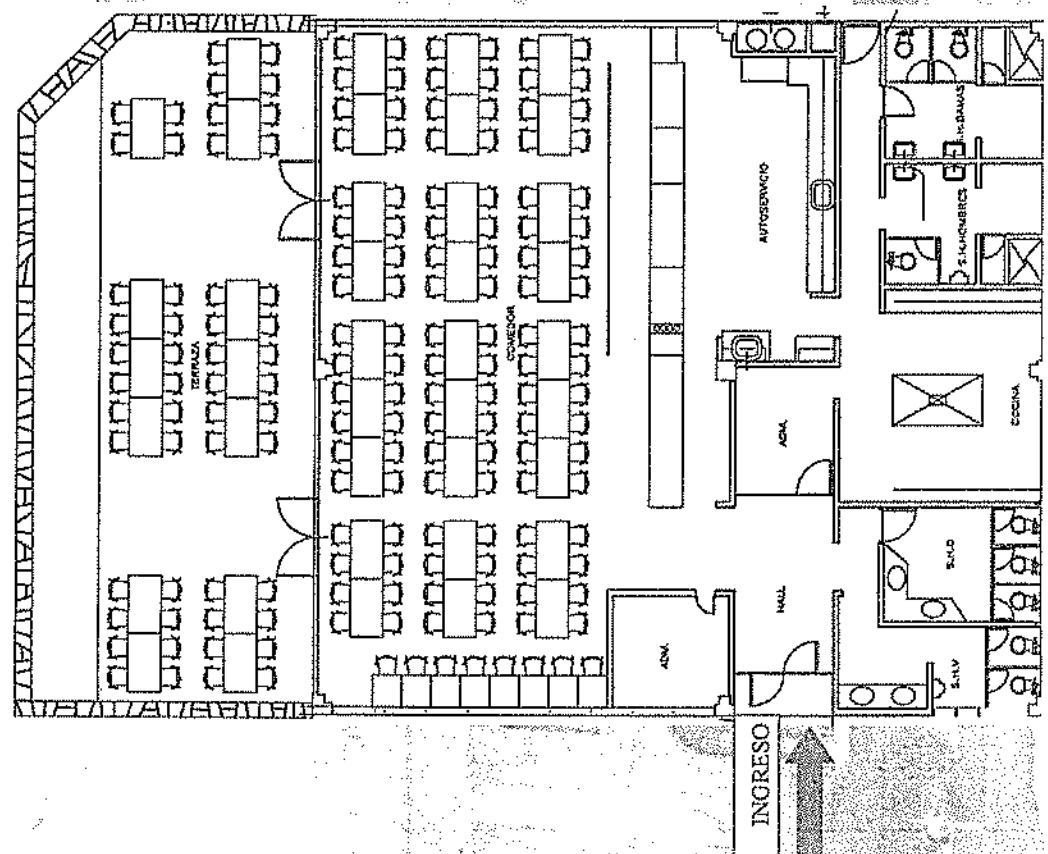 TERRAZA
COMEDOR
AUTOSERVICIO
S.H.DAMAS
S.H.HOMBRES
COCINA
ADM.
HALL
ADM.
S.H.D
S.H.V
INGRESO